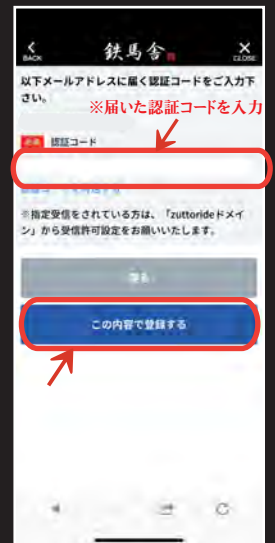 BACK
鉄馬舎
CLOSE
以下メールアドレスに届く認証コードをご入力下
さい。
※届いた認証コードを入力
必須 認証コード
※指定受信をされている方は、「zuttorideドメイ
ン」から受信許可設定をお願いいたします。
戻る
この内容で登録する